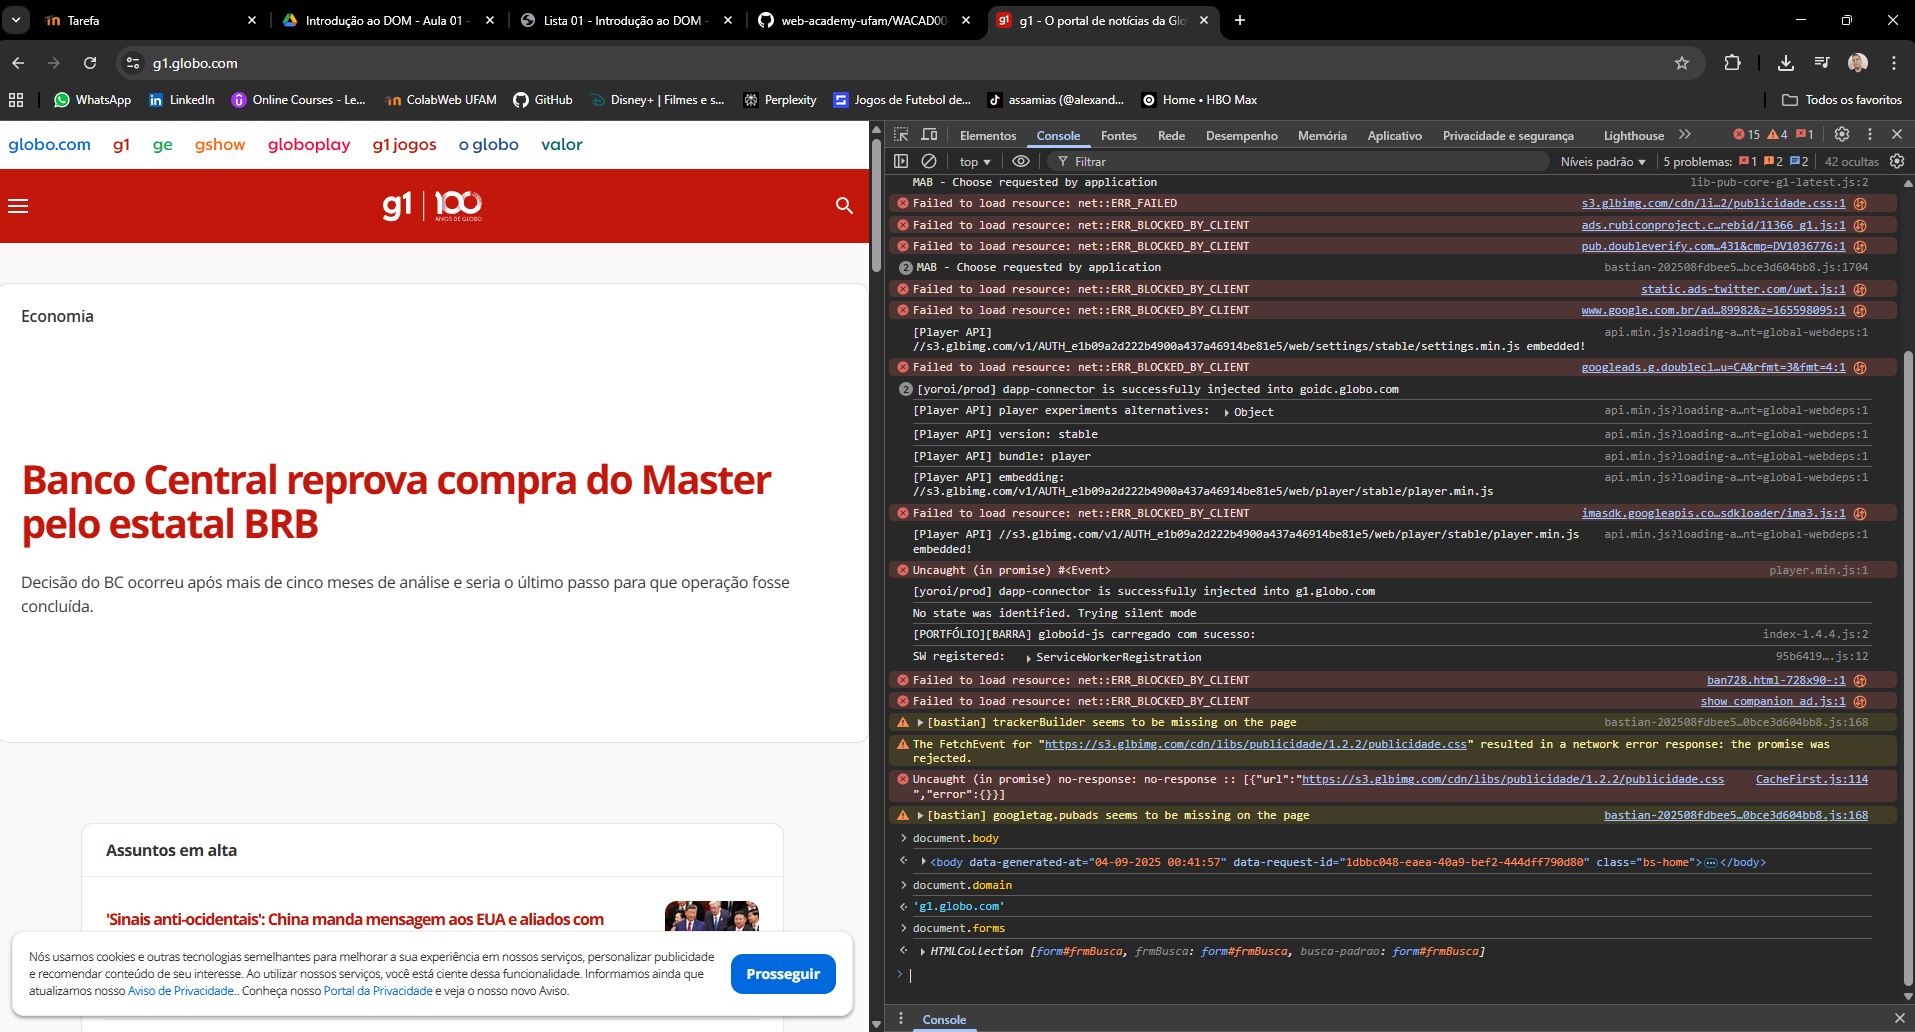 Tarefa
Introdução ao DOM - Aula 01 -
Lista 01 - Introdução ao DOM -
web-academy-ufam/WACAD00
g1 - O portal de notícias da Glo
g1.globo.com
WhatsApp
LinkedIn
Online Courses - Le...
ColabWeb UFAM
GitHub
Disney+ | Filmes e s...
Perplexity
Jogos de Futebol de...
assamias (@alexand...
Home • HBO Max
Todos os favoritos
globo.com g1 ge gshow globoplay g1 jogos o globo valor
g1 100
ANOS DE GLOBO
Economia
Banco Central reprova compra do Master
pelo estatal BRB
Decisão do BC ocorreu após mais de cinco meses de análise e seria o último passo para que operação fosse
concluída.
Assuntos em alta
'Sinais anti-ocidentais': China manda mensagem aos EUA e aliados com
Nós usamos cookies e outras tecnologias semelhantes para melhorar a sua experiência em nossos serviços, personalizar publicidade
e recomendar conteúdo de seu interesse. Ao utilizar nossos serviços, você está ciente dessa funcionalidade. Informamos ainda que
atualizamos nosso Aviso de Privacidade.. Conheça nosso Portal da Privacidade e veja o nosso novo Aviso.
Prosseguir
Elementos Console Fontes Rede Desempenho Memória Aplicativo Privacidade e segurança Lighthouse 15 4 1
top Filtrar Níveis padrão 5 problemas: 1 2 2 42 ocultas
MAB - Choose requested by application lib-pub-core-g1-latest.js:2
Failed to load resource: net::ERR_FAILED s3.glbimg.com/cdn/li…2/publicidade.css:1
Failed to load resource: net::ERR_BLOCKED_BY_CLIENT ads.rubiconproject.c…rebid/11366_g1.js:1
Failed to load resource: net::ERR_BLOCKED_BY_CLIENT pub.doubleverify.com…431&cmp=DV1036776:1
2 MAB - Choose requested by application bastian-202508fdbee5…bce3d604bb8.js:1704
Failed to load resource: net::ERR_BLOCKED_BY_CLIENT static.ads-twitter.com/uwt.js:1
Failed to load resource: net::ERR_BLOCKED_BY_CLIENT www.google.com.br/ad…89982&z=165598095:1
[Player API] api.min.js?loading-a…nt=global-webdeps:1
//s3.glbimg.com/v1/AUTH_e1b09a2d222b4900a437a46914be81e5/web/settings/stable/settings.min.js embedded!
Failed to load resource: net::ERR_BLOCKED_BY_CLIENT googleads.g.doublecl…u=CA&rfmt=3&fmt=4:1
2 [yoroi/prod] dapp-connector is successfully injected into goidc.globo.com
[Player API] player experiments alternatives: Object api.min.js?loading-a…nt=global-webdeps:1
[Player API] version: stable api.min.js?loading-a…nt=global-webdeps:1
[Player API] bundle: player api.min.js?loading-a…nt=global-webdeps:1
[Player API] embedding: api.min.js?loading-a…nt=global-webdeps:1
//s3.glbimg.com/v1/AUTH_e1b09a2d222b4900a437a46914be81e5/web/player/stable/player.min.js
Failed to load resource: net::ERR_BLOCKED_BY_CLIENT imasdk.googleapis.co…sdkloader/ima3.js:1
[Player API] //s3.glbimg.com/v1/AUTH_e1b09a2d222b4900a437a46914be81e5/web/player/stable/player.min.js api.min.js?loading-a…nt=global-webdeps:1
embedded!
Uncaught (in promise) #<Event> player.min.js:1
[yoroi/prod] dapp-connector is successfully injected into g1.globo.com
No state was identified. Trying silent mode
[PORTFÓLIO][BARRA] globoid-js carregado com sucesso: index-1.4.4.js:2
SW registered: ServiceWorkerRegistration 95b6419….js:12
Failed to load resource: net::ERR_BLOCKED_BY_CLIENT ban728.html-728x90-:1
Failed to load resource: net::ERR_BLOCKED_BY_CLIENT show_companion_ad.js:1
[bastian] trackerBuilder seems to be missing on the page bastian-202508fdbee5…0bce3d604bb8.js:168
The FetchEvent for "https://s3.glbimg.com/cdn/libs/publicidade/1.2.2/publicidade.css" resulted in a network error response: the promise was
rejected.
Uncaught (in promise) no-response: no-response :: [{"url":"https://s3.glbimg.com/cdn/libs/publicidade/1.2.2/publicidade.css CacheFirst.js:114
","error":{}}]
[bastian] googletag.pubads seems to be missing on the page bastian-202508fdbee5…0bce3d604bb8.js:168
document.body
<body data-generated-at="04-09-2025 00:41:57" data-request-id="1dbbc048-eaea-40a9-bef2-444dff790d80" class="bs-home">…</body>
document.domain
'g1.globo.com'
document.forms
HTMLCollection [form#frmBusca, frmBusca: form#frmBusca, busca-padrao: form#frmBusca]
Console